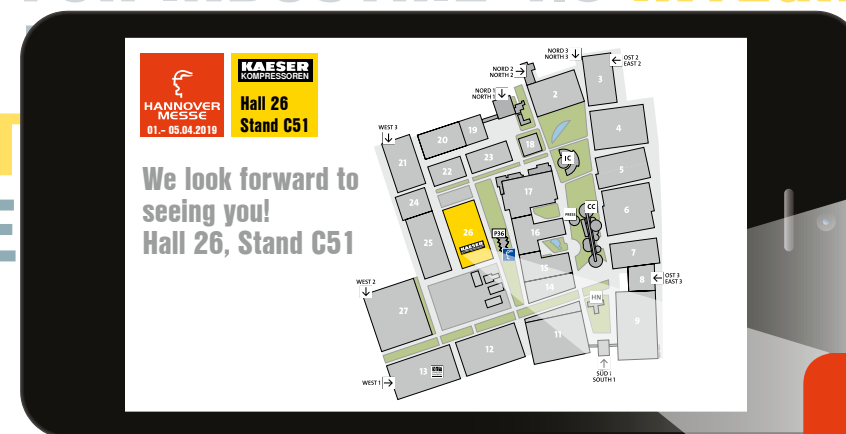 HANNOVER
MESSE
01.– 05.04.2019
KAESER
KOMPRESSOREN
Hall 26
Stand C51
We look forward to
seeing you!
Hall 26, Stand C51
NORD 3
NORTH 3
OST 2
EAST 2
NORD 2
NORTH 2
NORD 1
NORTH 1
WEST 3
3
2
4
20
19
18
21
22
23
IC
5
17
24
6
PRESS
CC
25
26
KAESER
P36
16
7
15
8
OST 3
EAST 3
WEST 2
14
HN
27
9
11
12
13
WEST 1
SOUTH 1